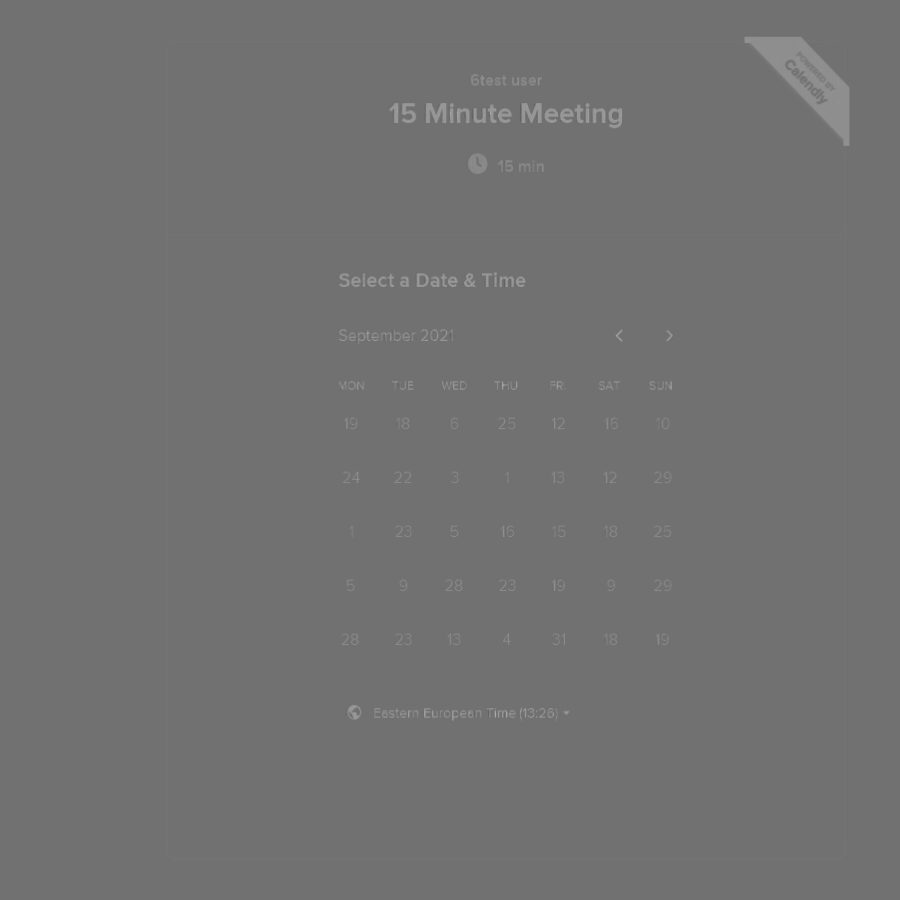 POWERED BY
Calendly
6test user
15 Minute Meeting
15 min
Select a Date & Time
September 2021
MON TUE WED THU FRI SAT SUN
19 18 6 25 12 16 10
24 22 3 1 13 12 29
1 23 5 16 15 18 25
5 9 28 23 19 9 29
28 23 13 4 31 18 19
Eastern European Time (13:26)